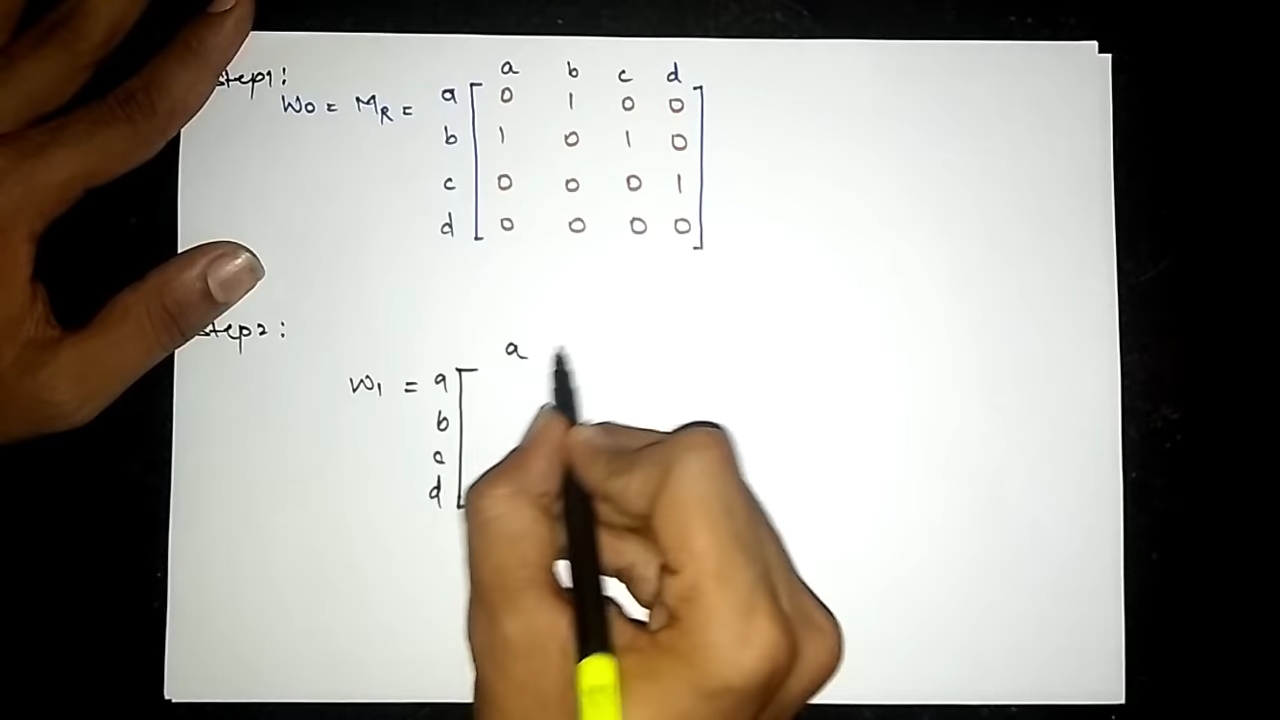 step1:
a b c d
W0 = MR = a 0 1 0 0
b 1 0 1 0
c 0 0 0 1
d 0 0 0 0
step2:
a
W1 = a
b
c
d